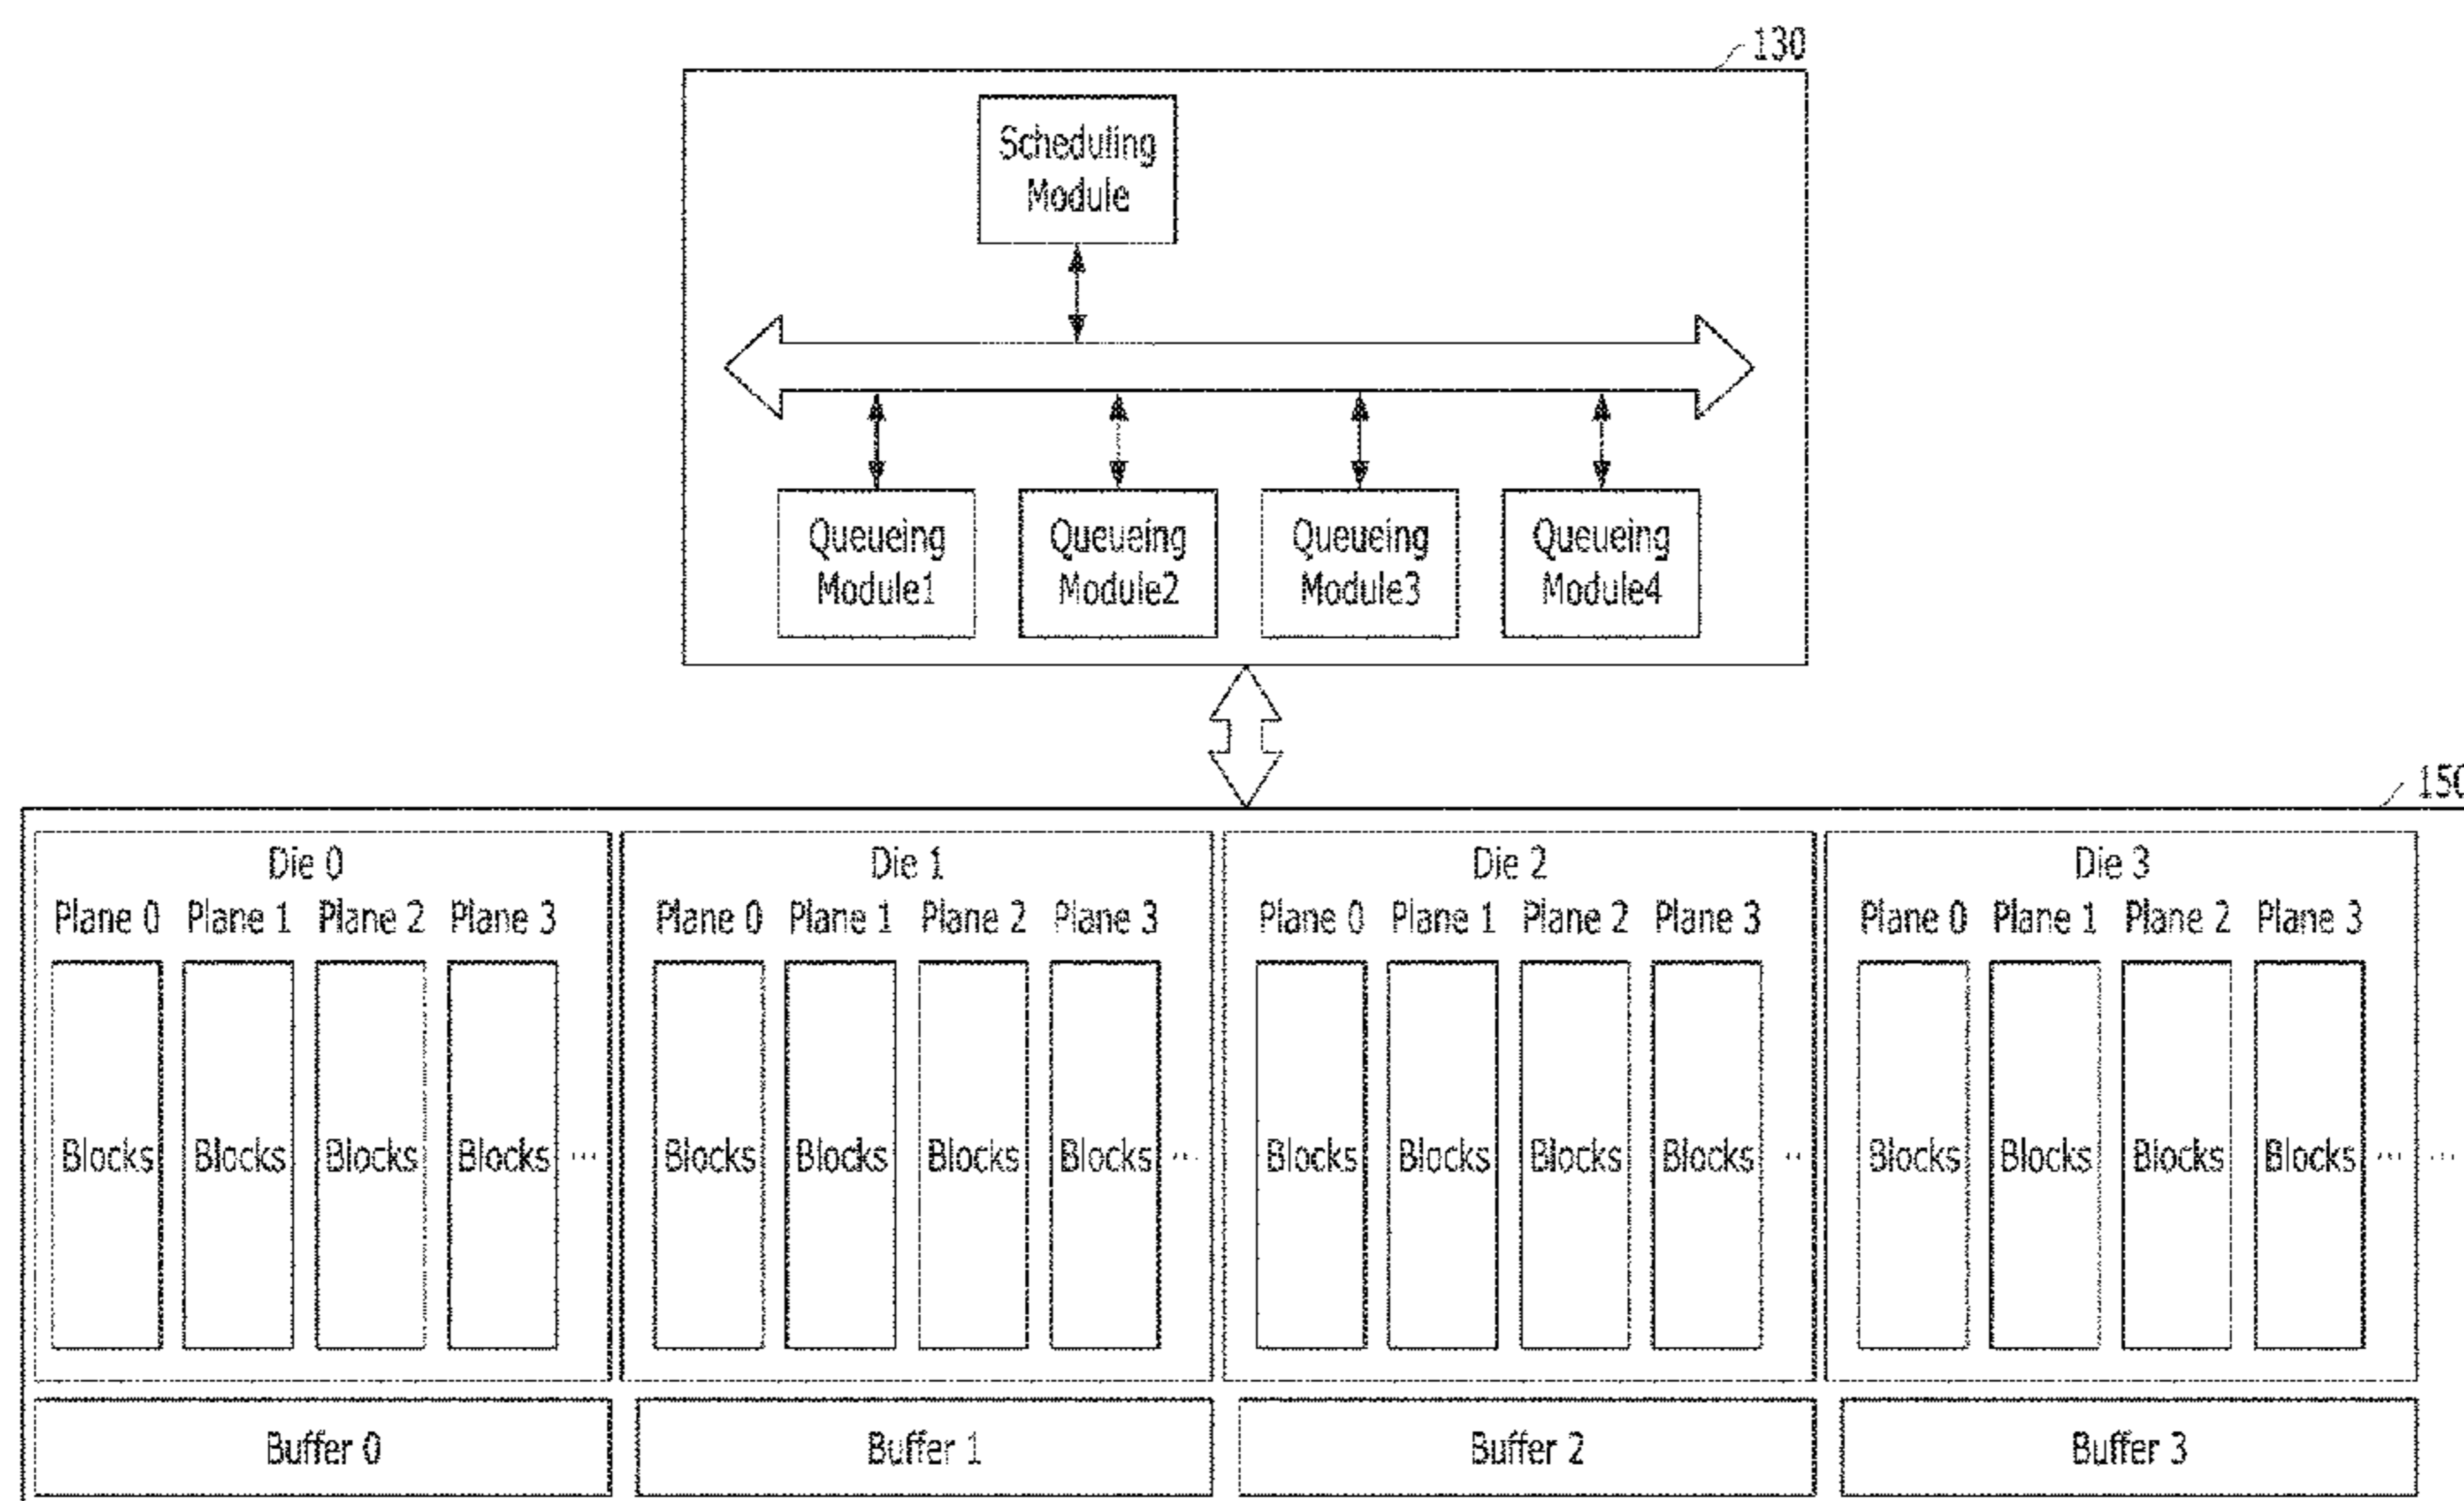 130
Scheduling
Module
Queueing
Module1
Queueing
Module2
Queueing
Module3
Queueing
Module4
150
Die 0
Plane 0 Plane 1 Plane 2 Plane 3
Blocks Blocks Blocks Blocks ...
Die 1
Plane 0 Plane 1 Plane 2 Plane 3
Blocks Blocks Blocks Blocks ...
Die 2
Plane 0 Plane 1 Plane 2 Plane 3
Blocks Blocks Blocks Blocks ...
Die 3
Plane 0 Plane 1 Plane 2 Plane 3
Blocks Blocks Blocks Blocks ... ...
Buffer 0
Buffer 1
Buffer 2
Buffer 3